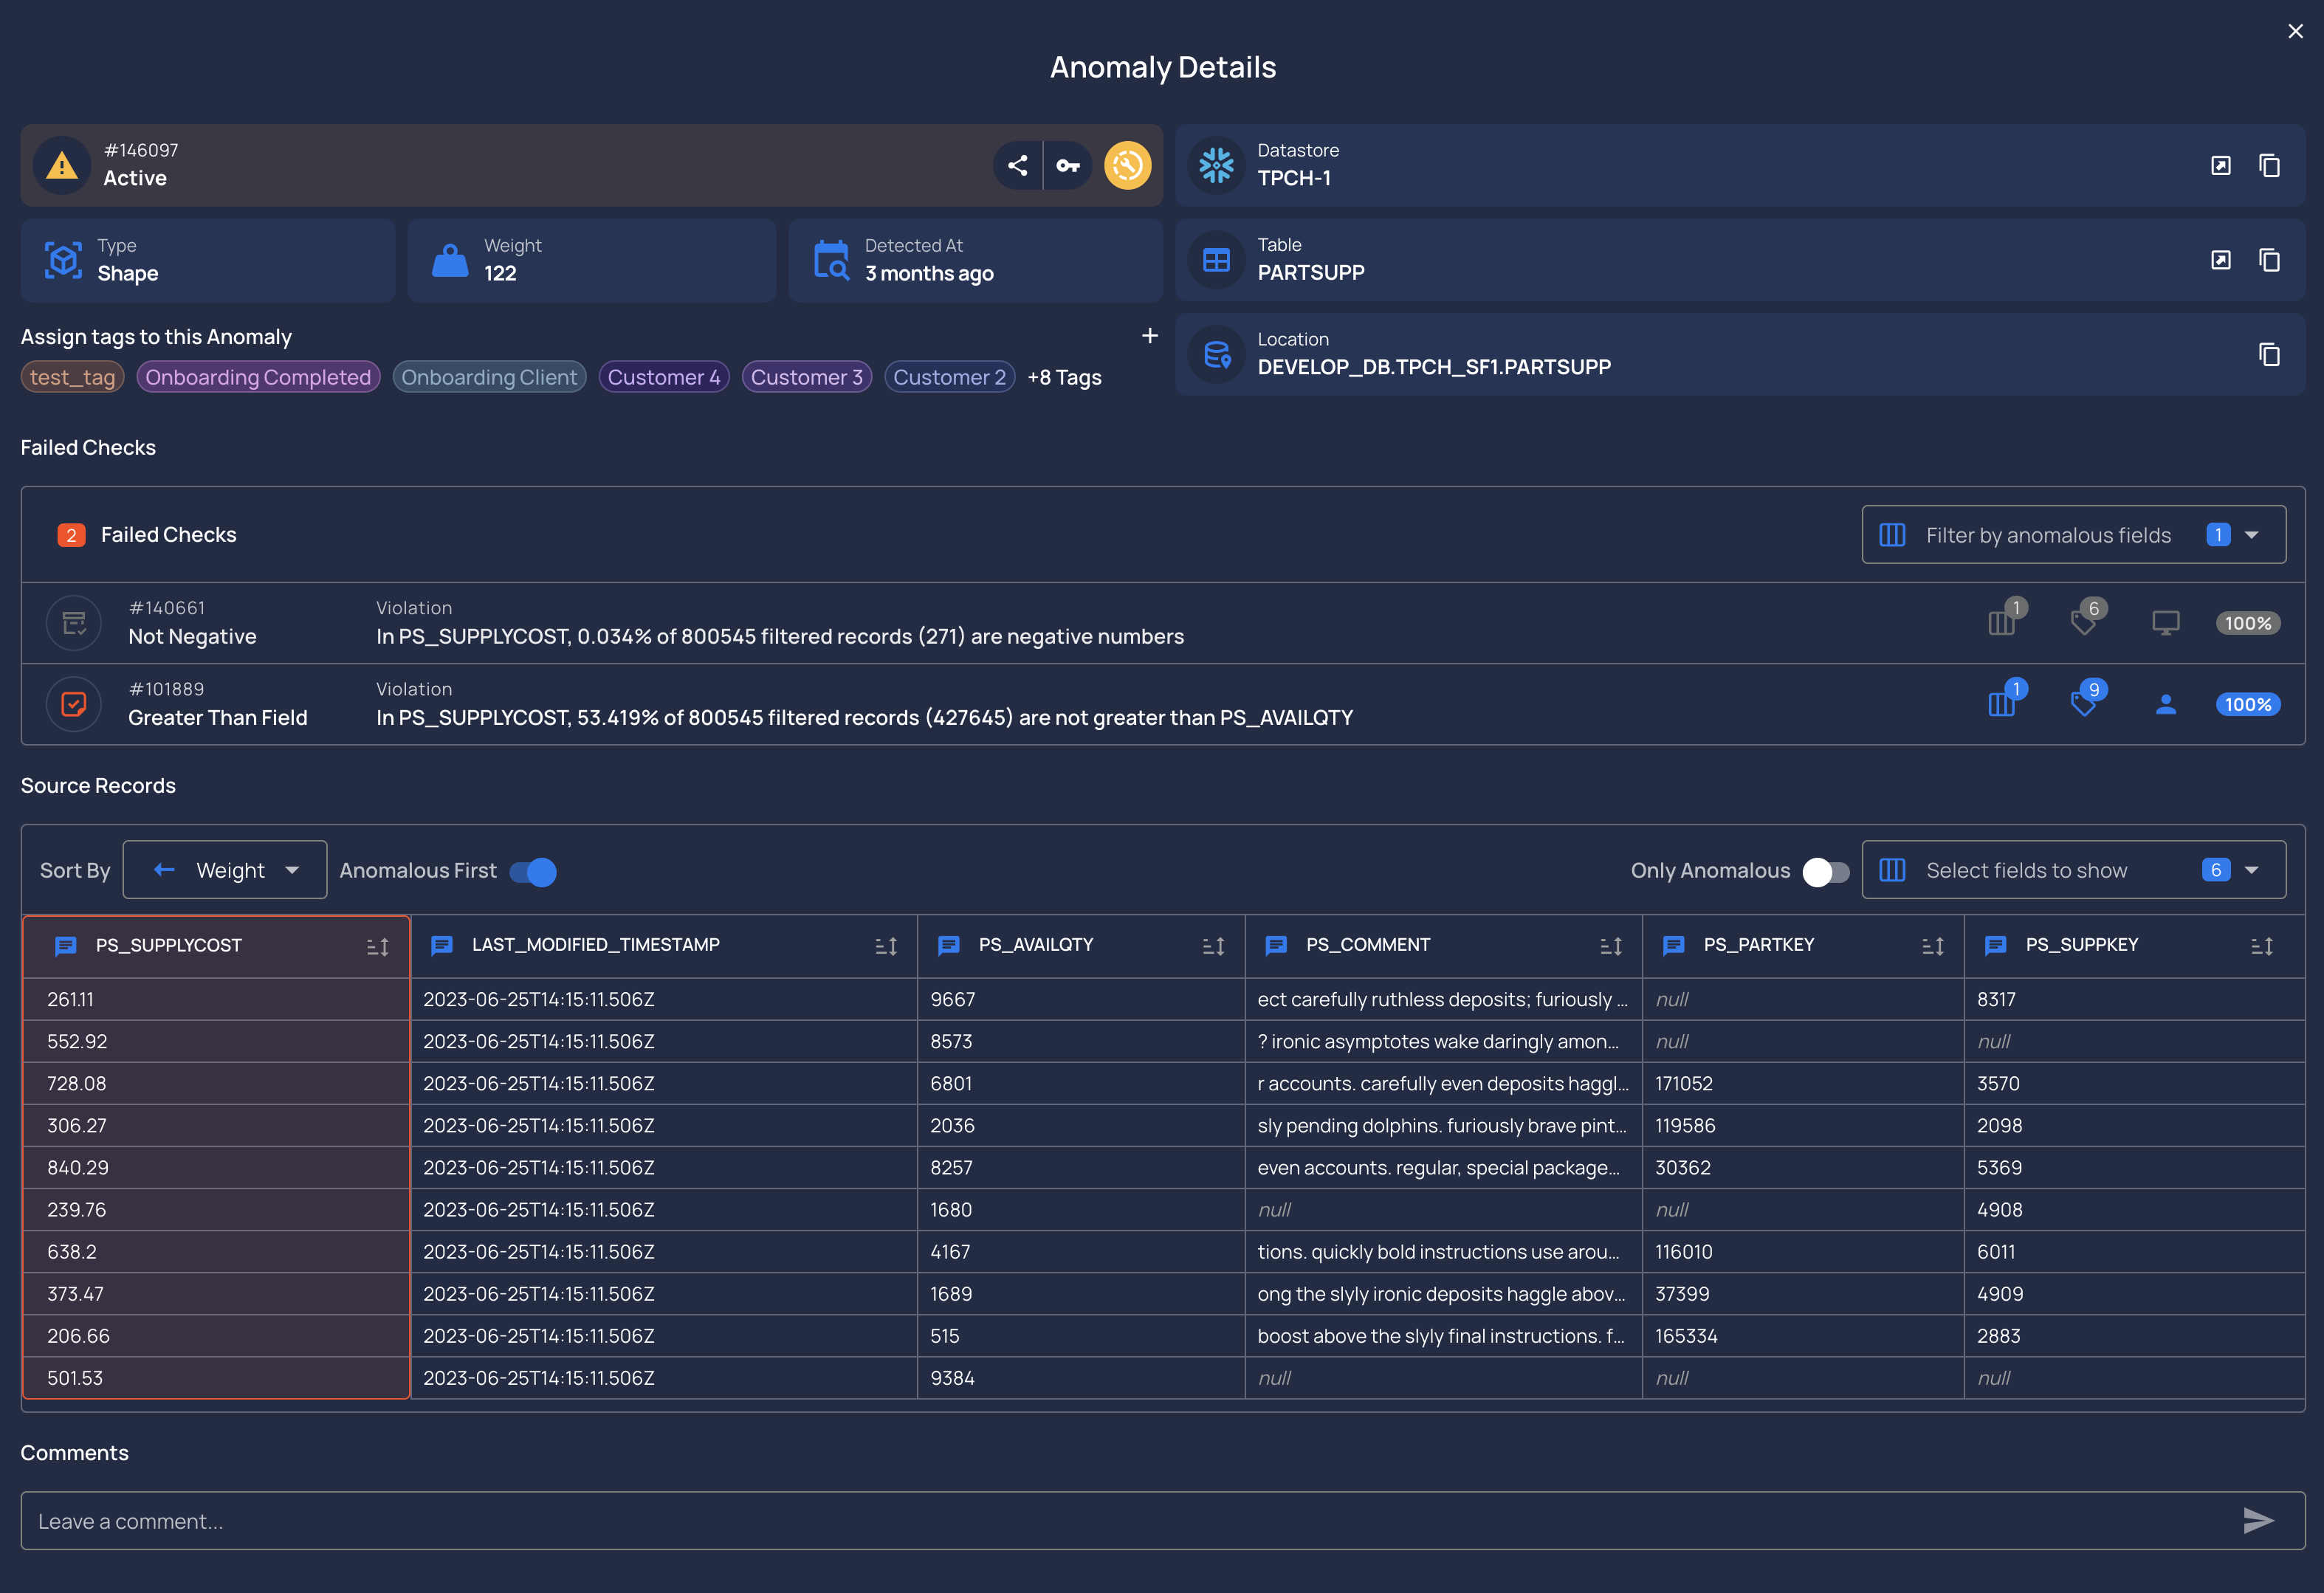 Anomaly Details
#146097
Active
Datastore
TPCH-1
Type
Shape
Weight
122
Detected At
3 months ago
Table
PARTSUPP
Assign tags to this Anomaly
test_tag Onboarding Completed Onboarding Client Customer 4 Customer 3 Customer 2 +8 Tags
Location
DEVELOP_DB.TPCH_SF1.PARTSUPP
Failed Checks
2 Failed Checks Filter by anomalous fields 1
#140661 Violation 1 6
Not Negative In PS_SUPPLYCOST, 0.034% of 800545 filtered records (271) are negative numbers 100%
#101889 Violation 1 9
Greater Than Field In PS_SUPPLYCOST, 53.419% of 800545 filtered records (427645) are not greater than PS_AVAILQTY 100%
Source Records
Sort By Weight Anomalous First Only Anomalous Select fields to show 6
PS_SUPPLYCOST LAST_MODIFIED_TIMESTAMP PS_AVAILQTY PS_COMMENT PS_PARTKEY PS_SUPPKEY
261.11 2023-06-25T14:15:11.506Z 9667 ect carefully ruthless deposits; furiously ... null 8317
552.92 2023-06-25T14:15:11.506Z 8573 ? ironic asymptotes wake daringly amon... null null
728.08 2023-06-25T14:15:11.506Z 6801 r accounts. carefully even deposits haggl... 171052 3570
306.27 2023-06-25T14:15:11.506Z 2036 sly pending dolphins. furiously brave pint... 119586 2098
840.29 2023-06-25T14:15:11.506Z 8257 even accounts. regular, special package... 30362 5369
239.76 2023-06-25T14:15:11.506Z 1680 null null 4908
638.2 2023-06-25T14:15:11.506Z 4167 tions. quickly bold instructions use arou... 116010 6011
373.47 2023-06-25T14:15:11.506Z 1689 ong the slyly ironic deposits haggle abov... 37399 4909
206.66 2023-06-25T14:15:11.506Z 515 boost above the slyly final instructions. f... 165334 2883
501.53 2023-06-25T14:15:11.506Z 9384 null null null
Comments
Leave a comment...